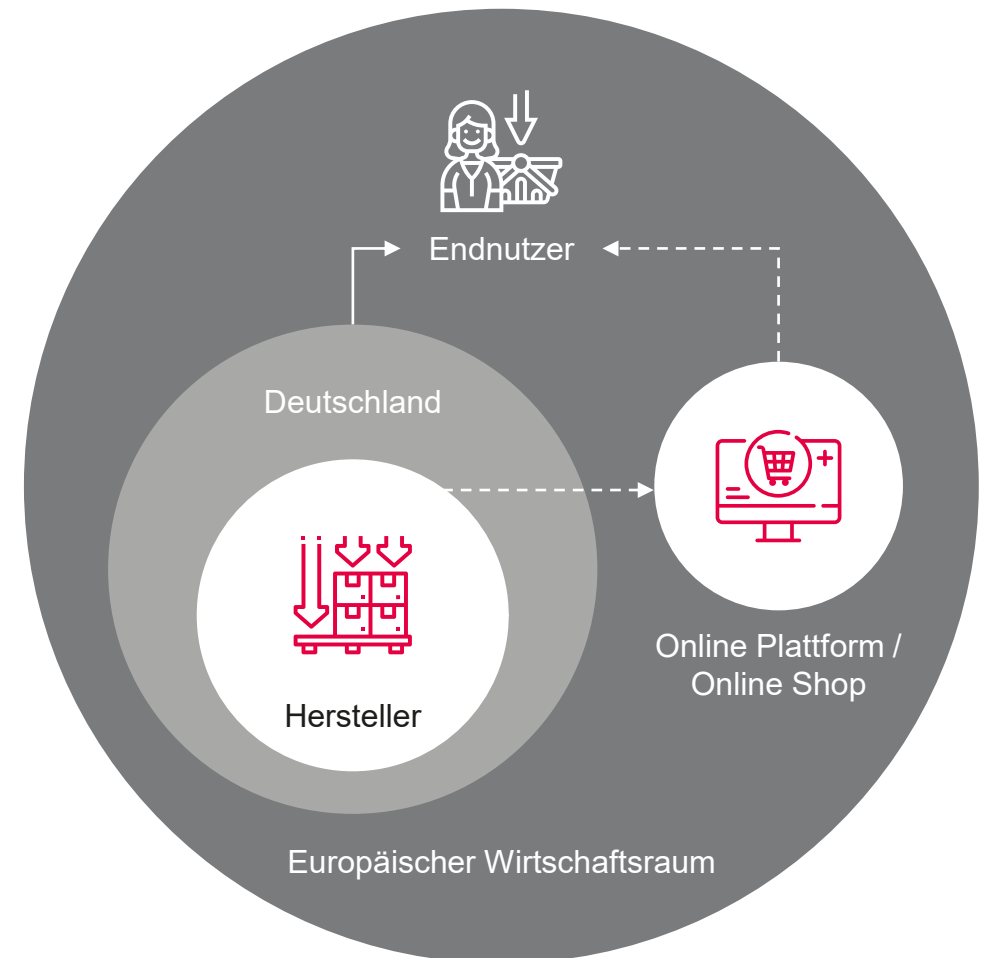 Endnutzer
Deutschland
Hersteller
Online Plattform /
Online Shop
Europäischer Wirtschaftsraum